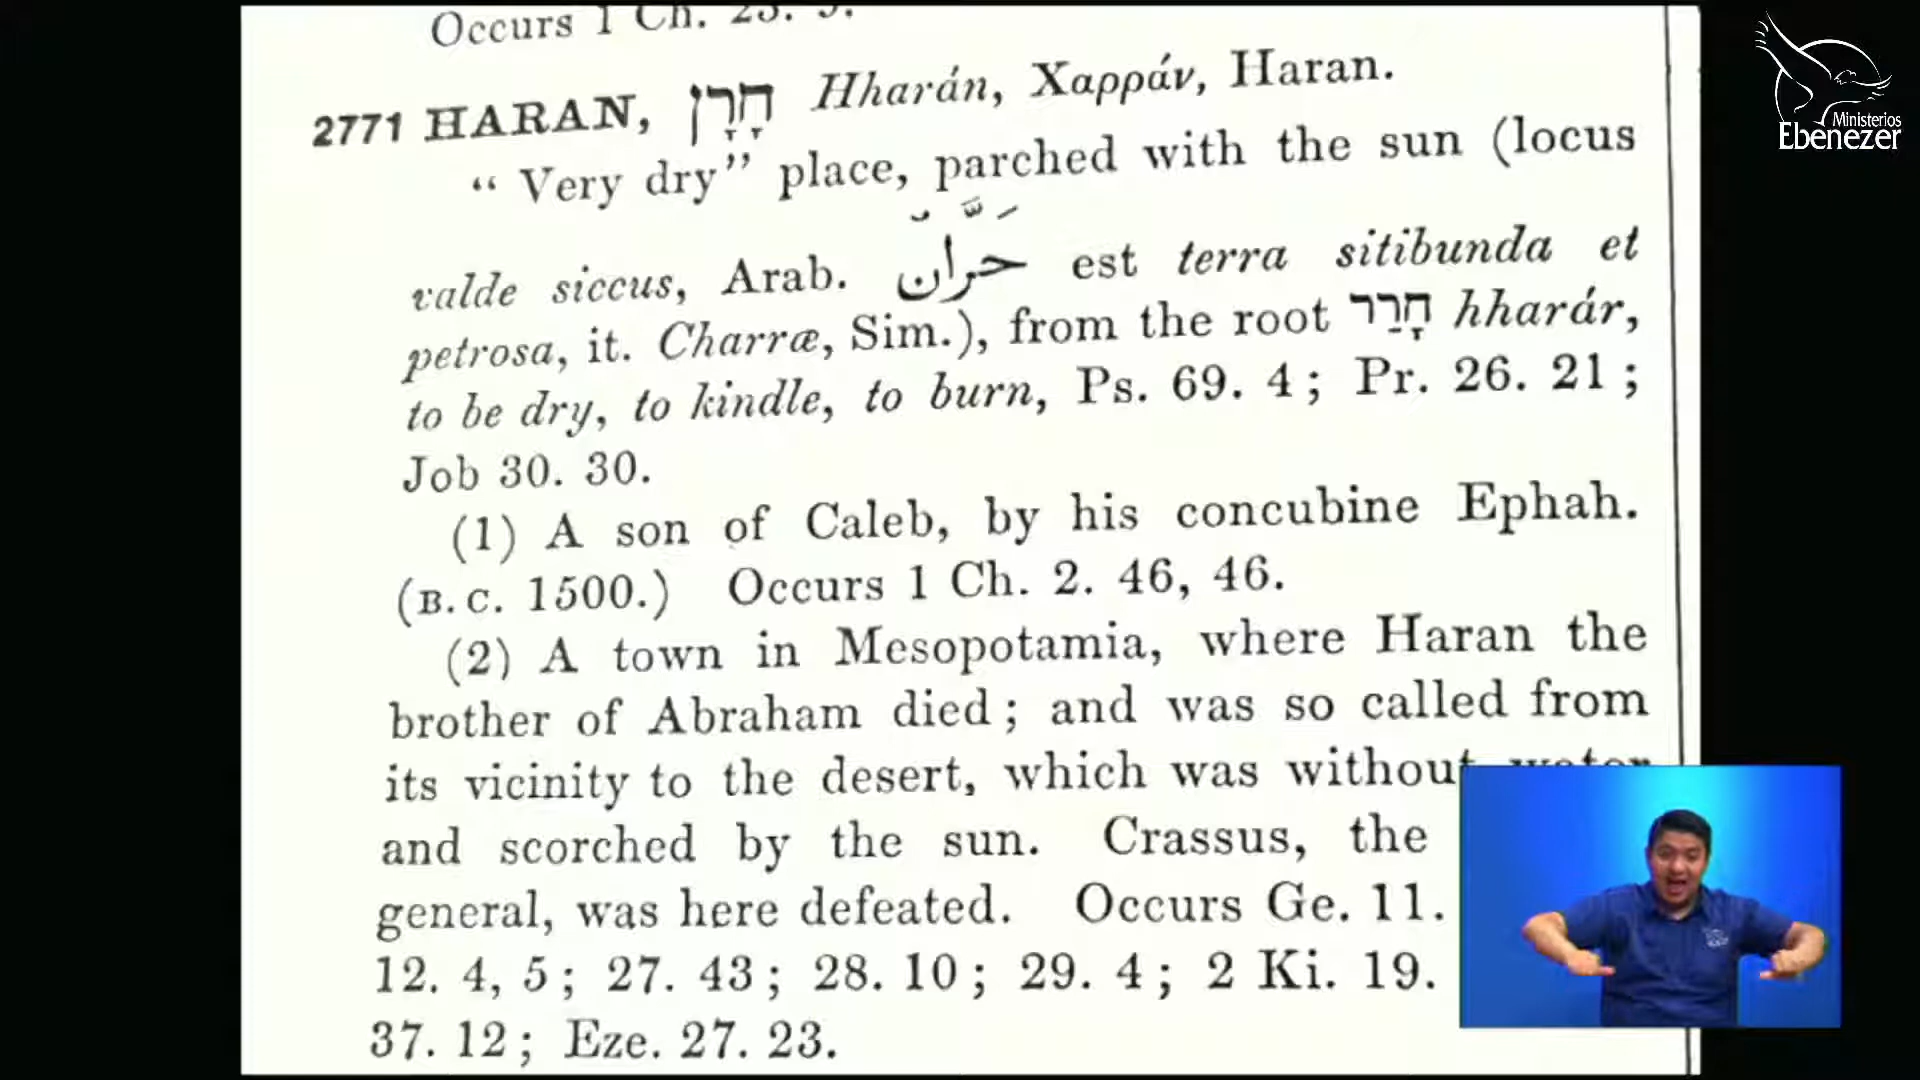 Occurs 1 Ch.
2771 HARAN, חָרָן Hharán, Χαρράν, Haran.
“ Very dry” place, parched with the sun (locus
valde siccus, Arab. حَرَّان est terra sitibunda et
petrosa, it. Charræ, Sim.), from the root חָרַר hharár,
to be dry, to kindle, to burn, Ps. 69. 4 ; Pr. 26. 21 ;
Job 30. 30.
(1) A son of Caleb, by his concubine Ephah.
(B.C. 1500.) Occurs 1 Ch. 2. 46, 46.
(2) A town in Mesopotamia, where Haran the
brother of Abraham died ; and was so called from
its vicinity to the desert, which was without water
and scorched by the sun. Crassus, the
general, was here defeated. Occurs Ge. 11.
12. 4, 5 ; 27. 43 ; 28. 10 ; 29. 4 ; 2 Ki. 19.
37. 12 ; Eze. 27. 23.
Ministerios
Ebenezer